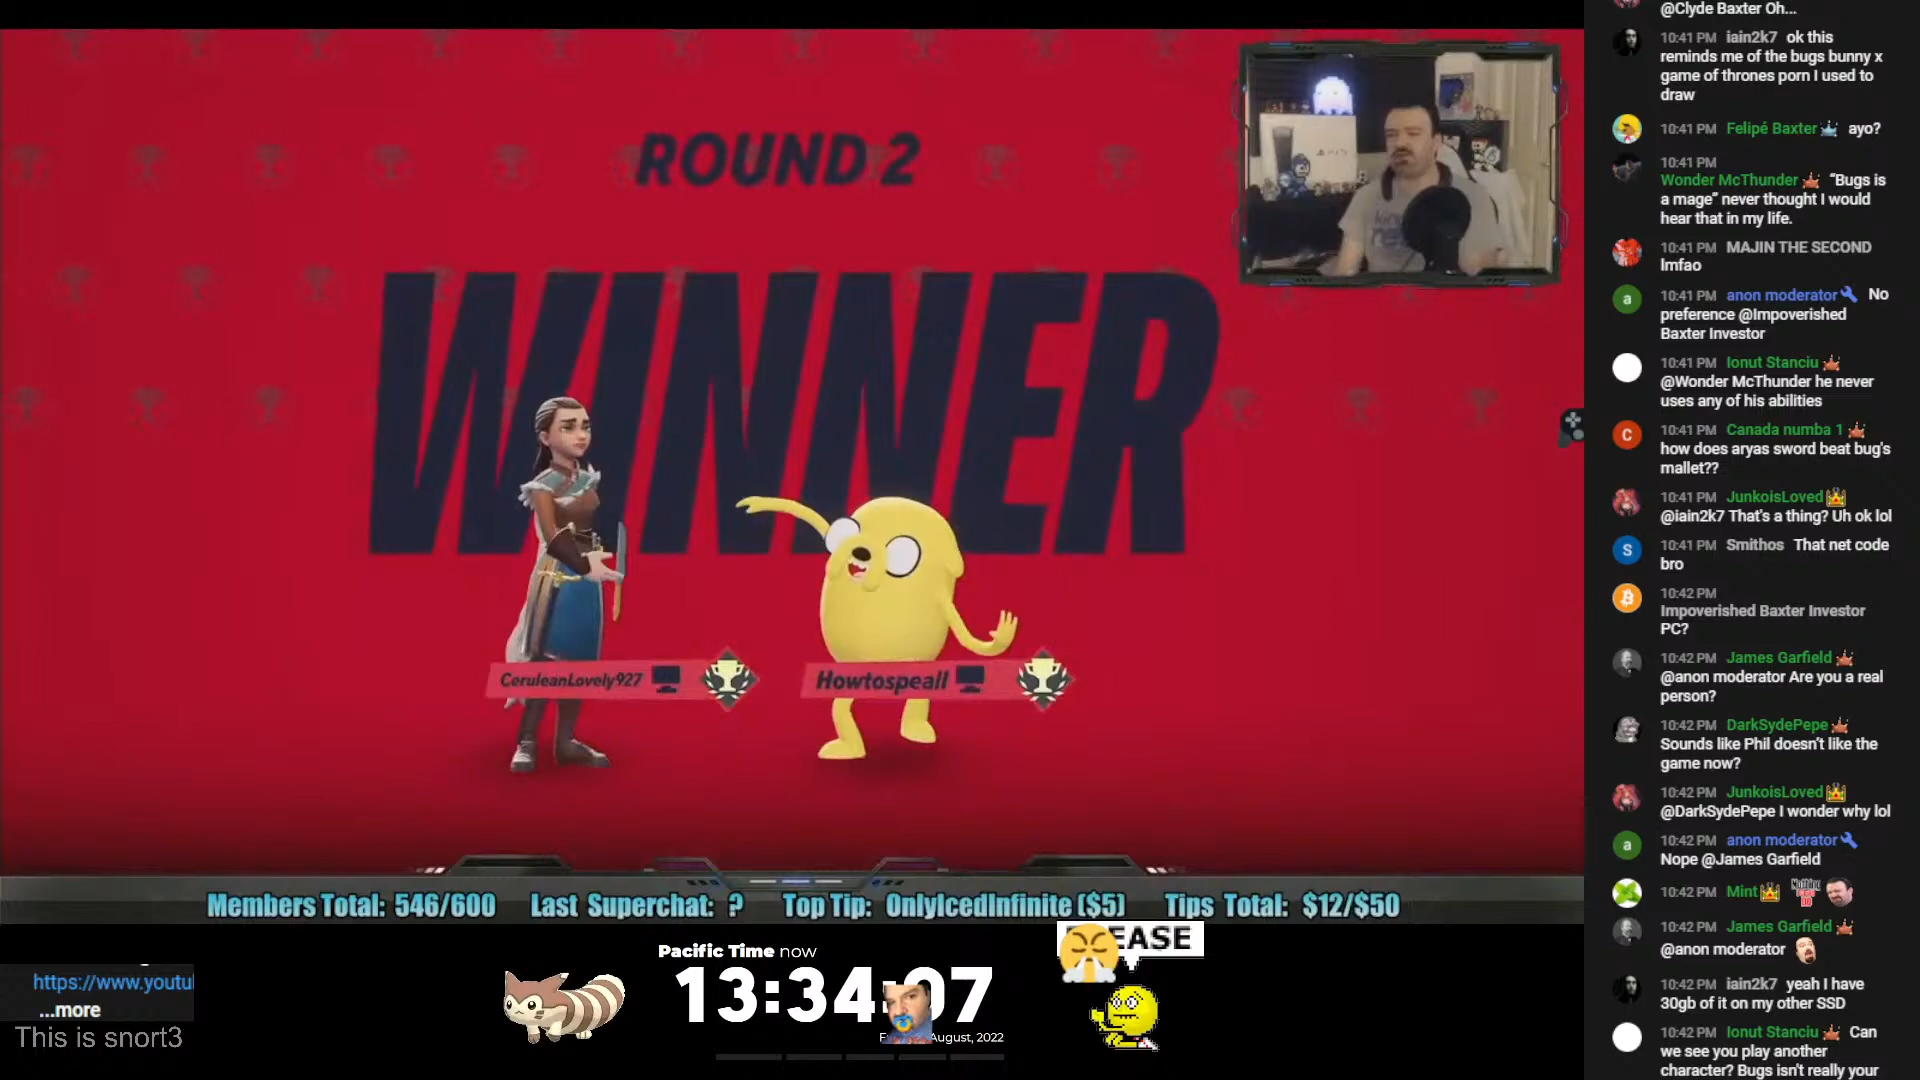 ROUND 2
WINNER
CeruleanLovely927
Howtospeall
Members Total: 546/600 Last Superchat: ? Top Tip: OnlyIcedInfinite ($5) Tips Total: $12/$50
Pacific Time now
13:34:07
August, 2022
EASE
https://www.youtu
...more
This is snort3
@Clyde Baxter Oh...
10:41 PM iain2k7 ok this
reminds me of the bugs bunny x
game of thrones porn I used to
draw
10:41 PM Felipé Baxter ayo?
10:41 PM
Wonder McThunder “Bugs is
a mage” never thought I would
hear that in my life.
10:41 PM MAJIN THE SECOND
lmfao
a
10:41 PM anon moderator No
preference @Impoverished
Baxter Investor
10:41 PM Ionut Stanciu
@Wonder McThunder he never
uses any of his abilities
C
10:41 PM Canada numba 1
how does aryas sword beat bug's
mallet??
10:41 PM JunkoisLoved
@iain2k7 That's a thing? Uh ok lol
S
10:41 PM Smithos That net code
bro
10:42 PM
Impoverished Baxter Investor
PC?
10:42 PM James Garfield
@anon moderator Are you a real
person?
10:42 PM DarkSydePepe
Sounds like Phil doesn't like the
game now?
10:42 PM JunkoisLoved
@DarkSydePepe I wonder why lol
a
10:42 PM anon moderator
Nope @James Garfield
10:42 PM Mint
10:42 PM James Garfield
@anon moderator
10:42 PM iain2k7 yeah I have
30gb of it on my other SSD
10:42 PM Ionut Stanciu Can
we see you play another
character? Bugs isn't really your